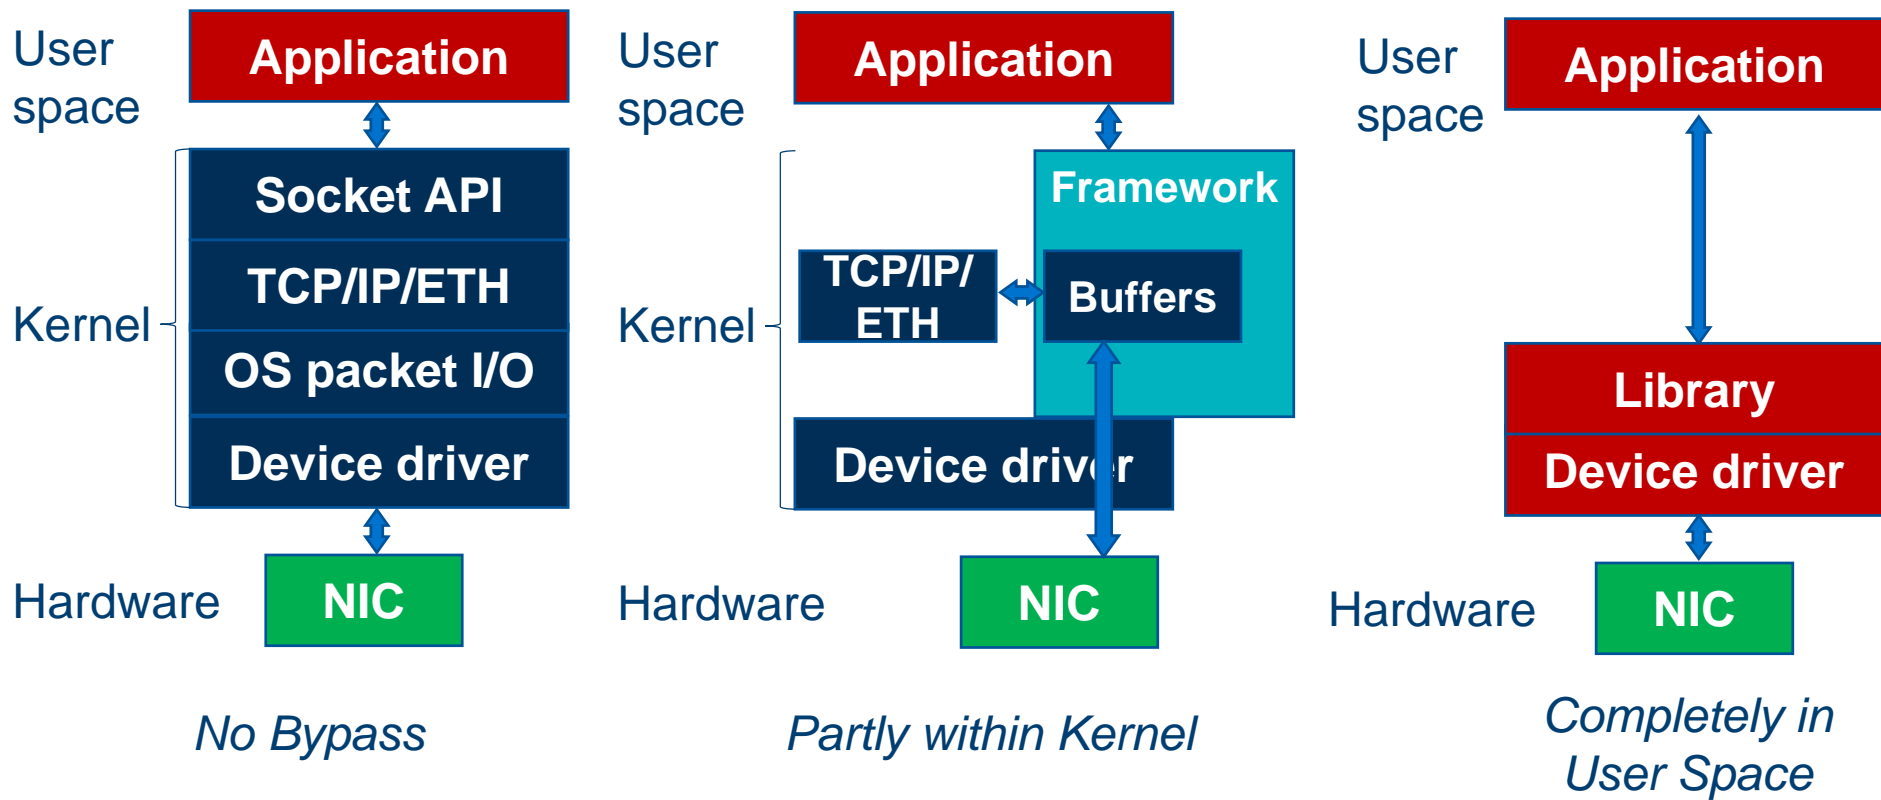 User
space
Application
Socket API
TCP/IP/ETH
Kernel
OS packet I/O
Device driver
Hardware
NIC
No Bypass
User
space
Application
Framework
TCP/IP/
ETH
Buffers
Kernel
Device driver
Hardware
NIC
Partly within Kernel
User
space
Application
Library
Device driver
Hardware
NIC
Completely in
User Space